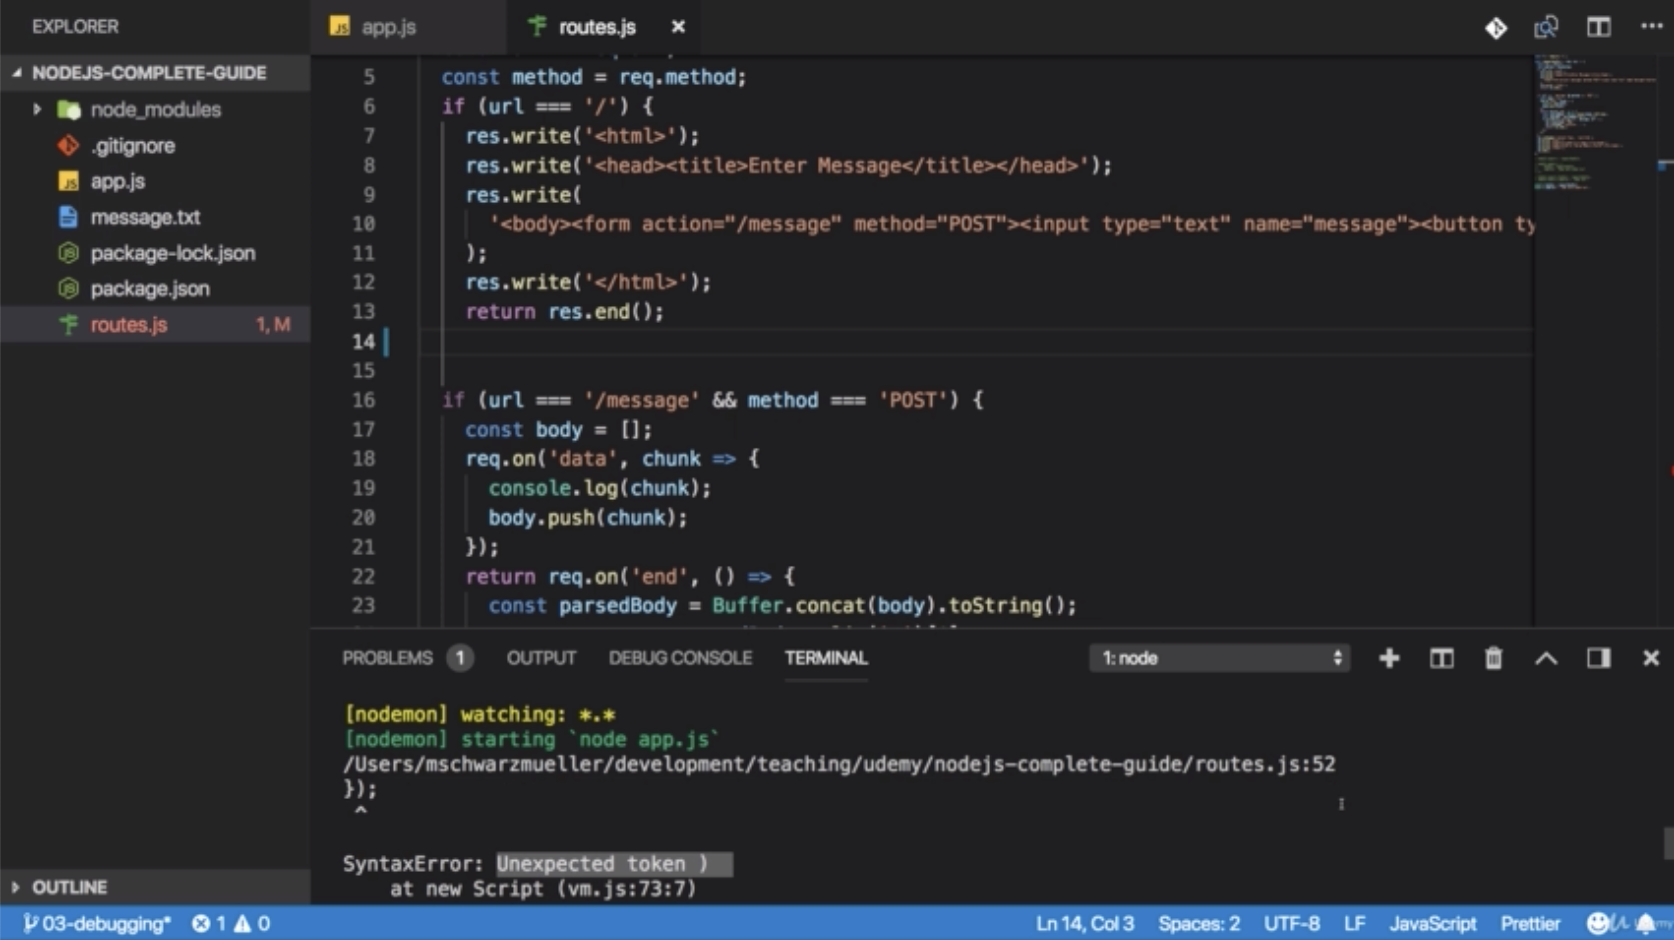 EXPLORER
app.js
routes.js
NODEJS-COMPLETE-GUIDE
node_modules
.gitignore
app.js
message.txt
package-lock.json
package.json
routes.js 1, M
OUTLINE
5 const method = req.method;
6 if (url === '/') {
7 res.write('<html>');
8 res.write('<head><title>Enter Message</title></head>');
9 res.write(
10 '<body><form action="/message" method="POST"><input type="text" name="message"><button ty
11 );
12 res.write('</html>');
13 return res.end();
14
15
16 if (url === '/message' && method === 'POST') {
17 const body = [];
18 req.on('data', chunk => {
19 console.log(chunk);
20 body.push(chunk);
21 });
22 return req.on('end', () => {
23 const parsedBody = Buffer.concat(body).toString();
PROBLEMS 1 OUTPUT DEBUG CONSOLE TERMINAL 1: node
[nodemon] watching: *.*
[nodemon] starting `node app.js`
/Users/mschwarzmueller/development/teaching/udemy/nodejs-complete-guide/routes.js:52
});
^
SyntaxError: Unexpected token )
at new Script (vm.js:73:7)
03-debugging* 1 0 Ln 14, Col 3 Spaces: 2 UTF-8 LF JavaScript Prettier